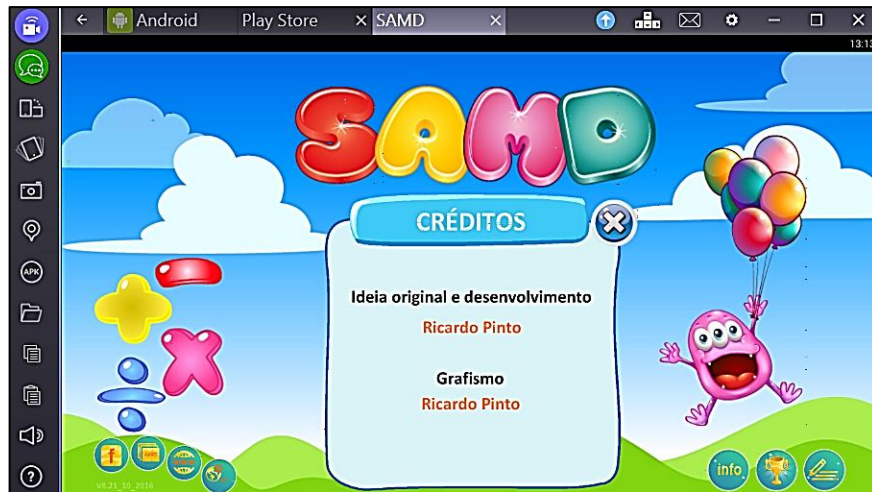 Android Play Store SAMD
13:13
SAMD
CRÉDITOS
Ideia original e desenvolvimento
Ricardo Pinto
Grafismo
Ricardo Pinto
APK
f
info
v8.21_10_2016